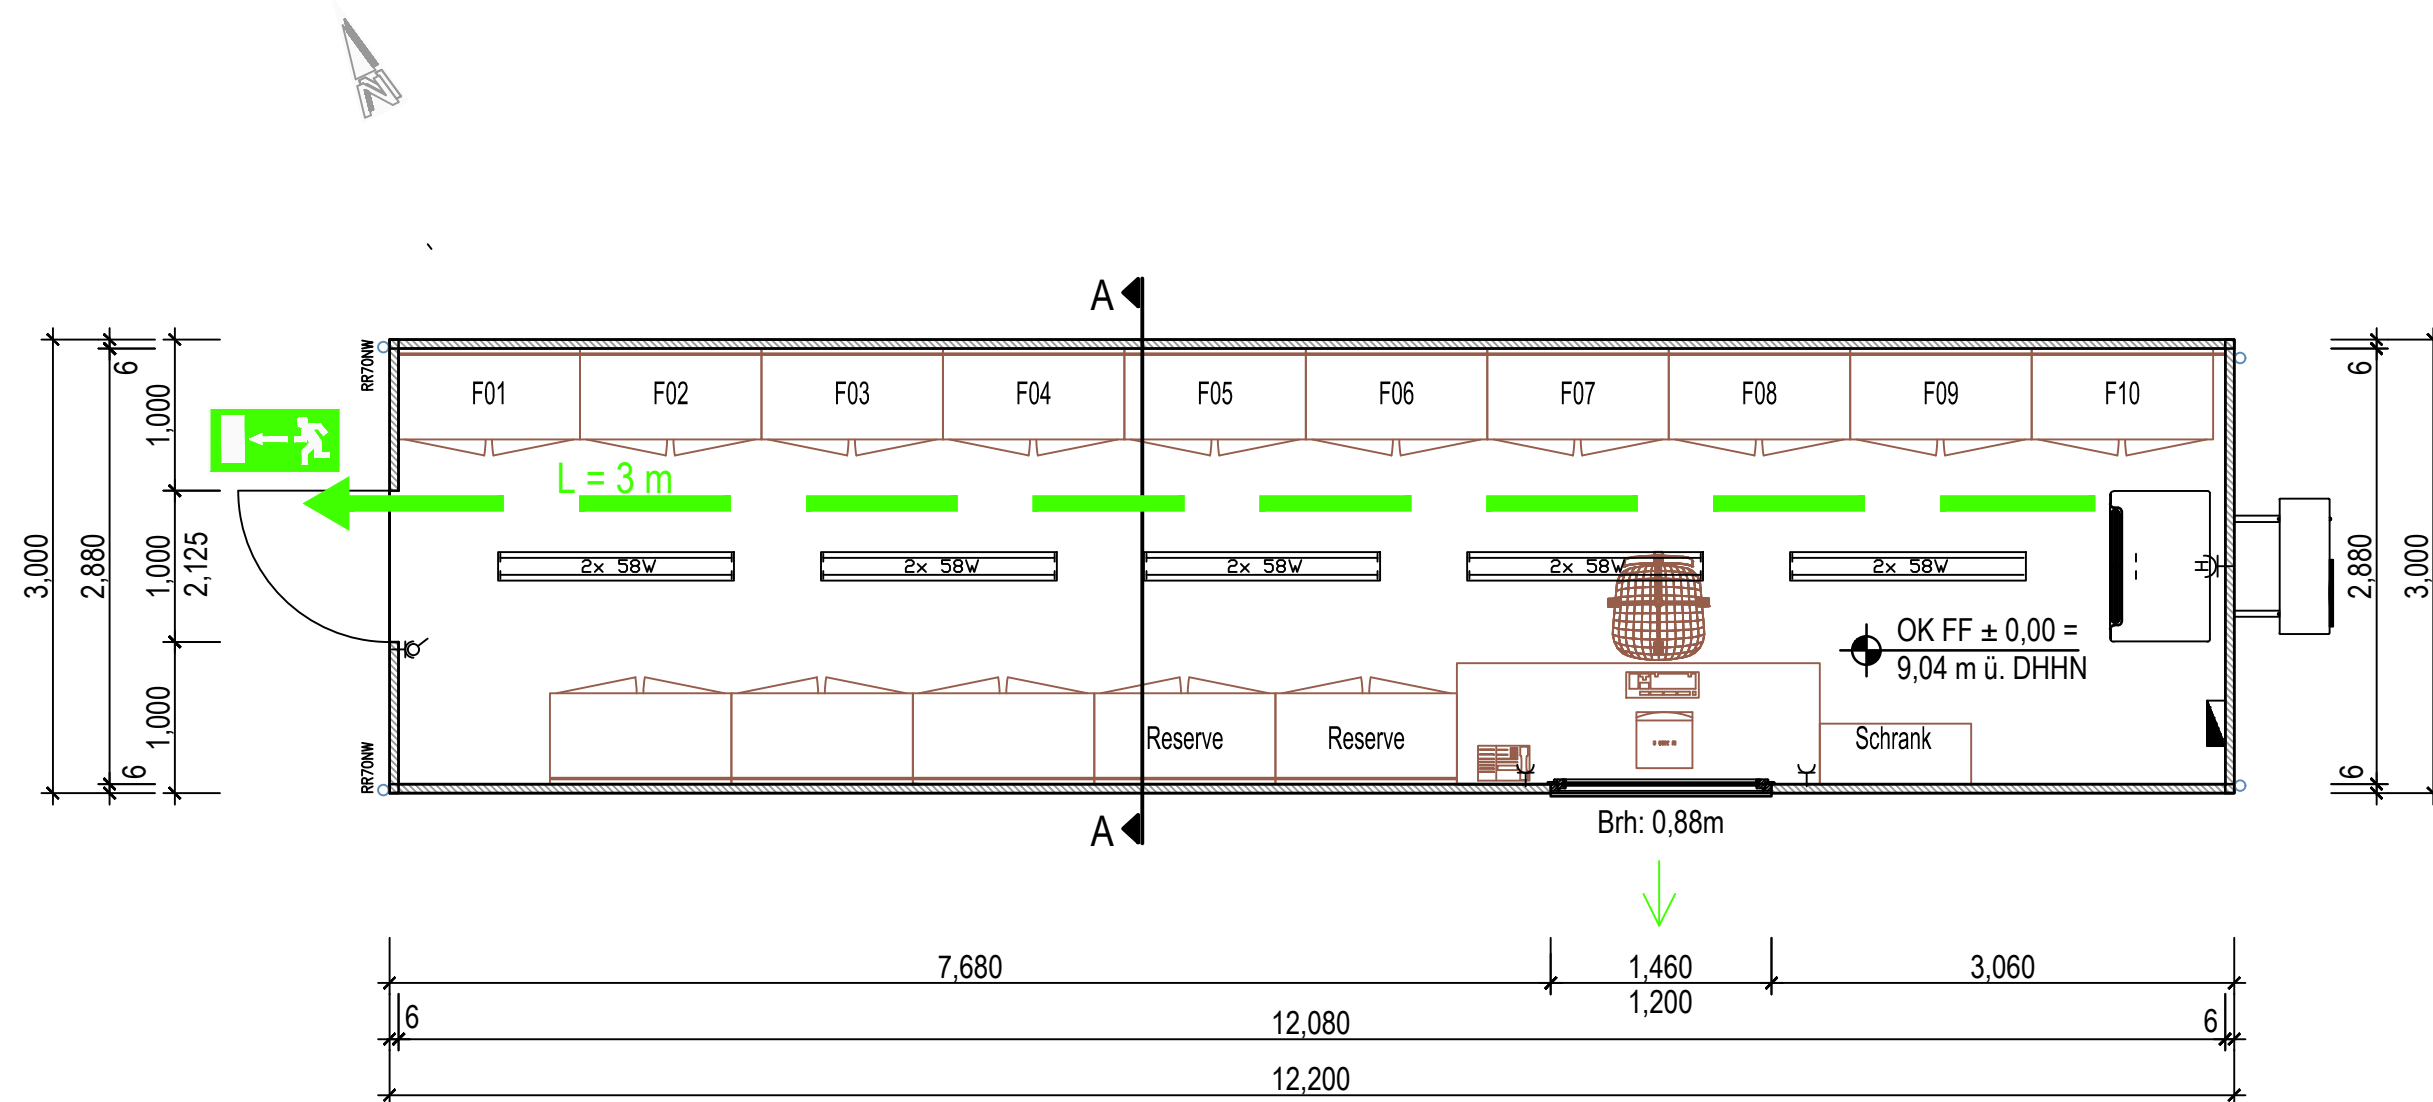 N
A
RR70NW
F01
F02
F03
F04
F05
F06
F07
F08
F09
F10
L = 3 m
2x 58W
2x 58W
2x 58W
2x 58W
2x 58W
OK FF ± 0,00 =
9,04 m ü. DHHN
Reserve
Reserve
Schrank
RR70NW
A
Brh: 0,88m
3,000
2,880
6
6
1,000
1,000
2,125
1,000
6
2,880
6
3,000
7,680
1,460
1,200
3,060
6
12,080
6
12,200